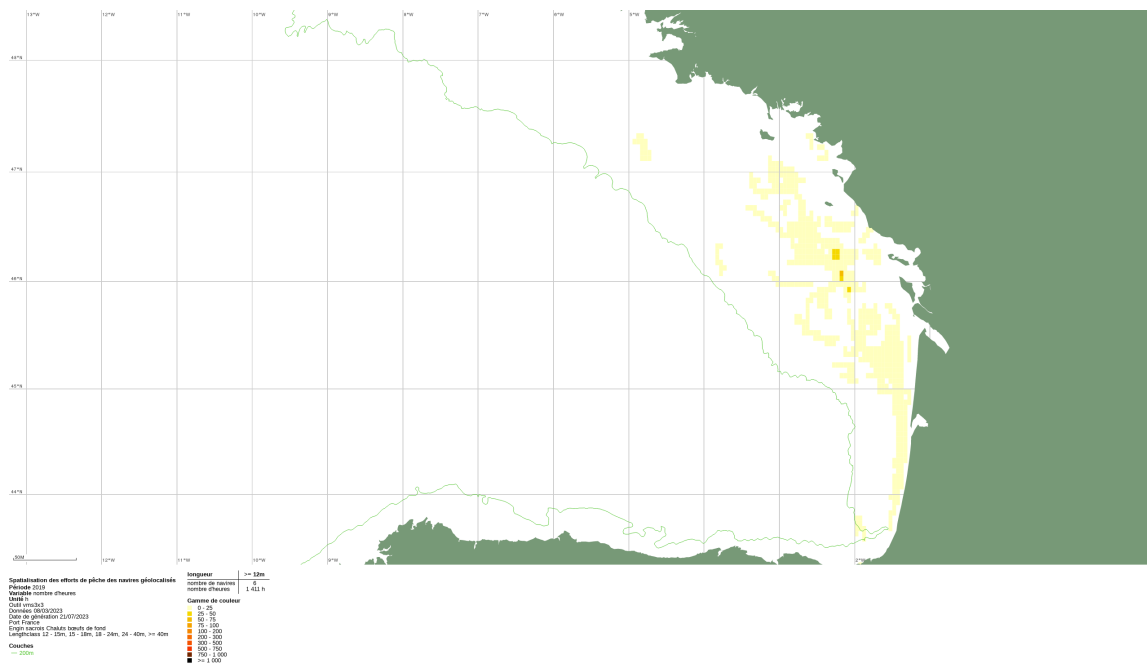 13°W 12°W 11°W 10°W 9°W 8°W 7°W 6°W 5°W
48°N
47°N
46°N
45°N
44°N
50M 12°W 11°W 10°W 9°W 2°W
Spatialisation des efforts de pêche des navires géolocalisés
Période 2019
Variable nombre d'heures
Unité h
Outil vms3x3
Données 08/03/2023
Date de génération 21/07/2023
Port France
Engin sacrois Chaluts bœufs de fond
Lengthclass 12 - 15m, 15 - 18m, 18 - 24m, 24 - 40m, >= 40m
Couches
200m
longueur >= 12m
nombre de navires 6
nombre d'heures 1 411 h
Gamme de couleur
0 - 25
25 - 50
50 - 75
75 - 100
100 - 200
200 - 300
300 - 500
500 - 750
750 - 1 000
>= 1 000